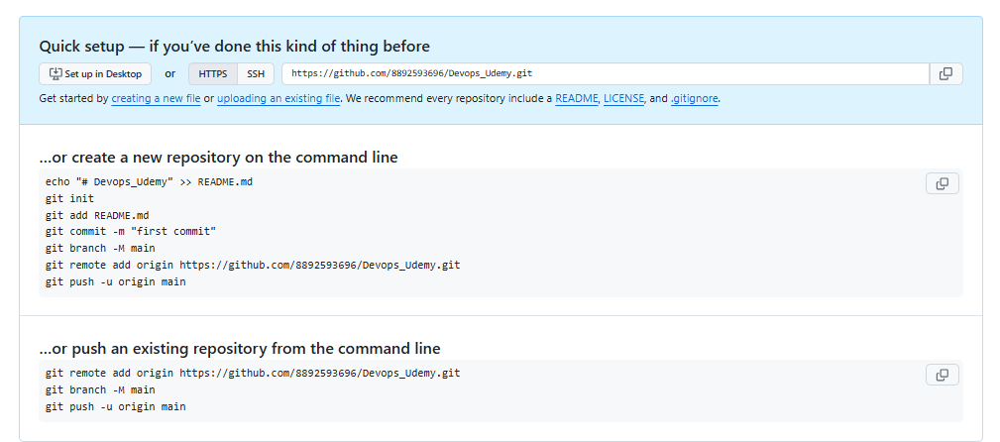 Quick setup — if you’ve done this kind of thing before
Set up in Desktop or HTTPS SSH https://github.com/8892593696/Devops_Udemy.git
Get started by creating a new file or uploading an existing file. We recommend every repository include a README, LICENSE, and .gitignore.
...or create a new repository on the command line
echo "# Devops_Udemy" >> README.md
git init
git add README.md
git commit -m "first commit"
git branch -M main
git remote add origin https://github.com/8892593696/Devops_Udemy.git
git push -u origin main
...or push an existing repository from the command line
git remote add origin https://github.com/8892593696/Devops_Udemy.git
git branch -M main
git push -u origin main